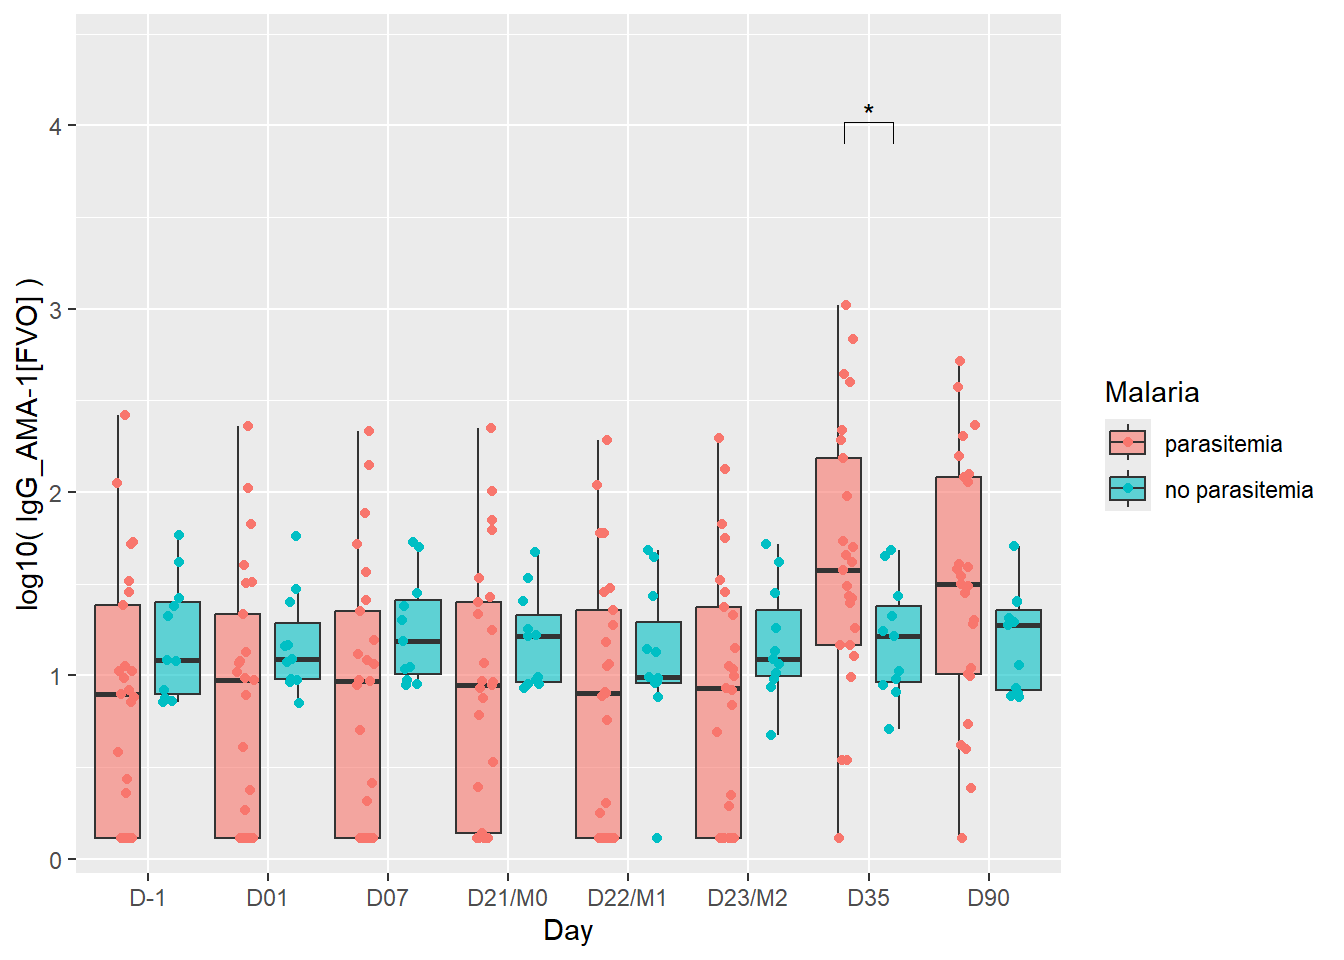 4
3
2
1
0
*
log10( IgG_AMA-1[FVO] )
D-1 D01 D07 D21/M0 D22/M1 D23/M2 D35 D90
Day
Malaria
parasitemia
no parasitemia